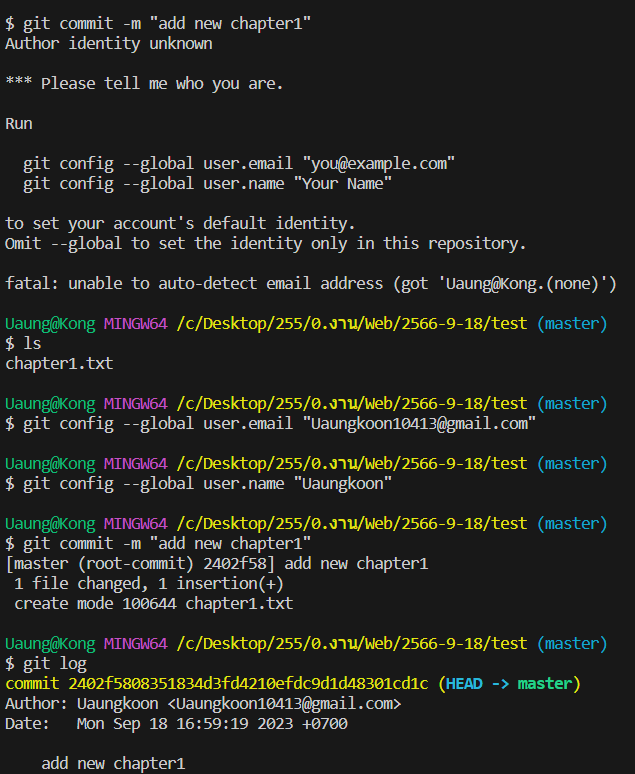 $ git commit -m "add new chapter1"
Author identity unknown
*** Please tell me who you are.
Run
git config --global user.email "you@example.com"
git config --global user.name "Your Name"
to set your account's default identity.
Omit --global to set the identity only in this repository.
fatal: unable to auto-detect email address (got 'Uaung@Kong.(none)')
Uaung@Kong MINGW64 /c/Desktop/255/0.งาน/Web/2566-9-18/test (master)
$ ls
chapter1.txt
Uaung@Kong MINGW64 /c/Desktop/255/0.งาน/Web/2566-9-18/test (master)
$ git config --global user.email "Uaungkoon10413@gmail.com"
Uaung@Kong MINGW64 /c/Desktop/255/0.งาน/Web/2566-9-18/test (master)
$ git config --global user.name "Uaungkoon"
Uaung@Kong MINGW64 /c/Desktop/255/0.งาน/Web/2566-9-18/test (master)
$ git commit -m "add new chapter1"
[master (root-commit) 2402f58] add new chapter1
1 file changed, 1 insertion(+)
create mode 100644 chapter1.txt
Uaung@Kong MINGW64 /c/Desktop/255/0.งาน/Web/2566-9-18/test (master)
$ git log
commit 2402f5808351834d3fd4210efdc9d1d48301cd1c (HEAD -> master)
Author: Uaungkoon <Uaungkoon10413@gmail.com>
Date:   Mon Sep 18 16:59:19 2023 +0700
add new chapter1